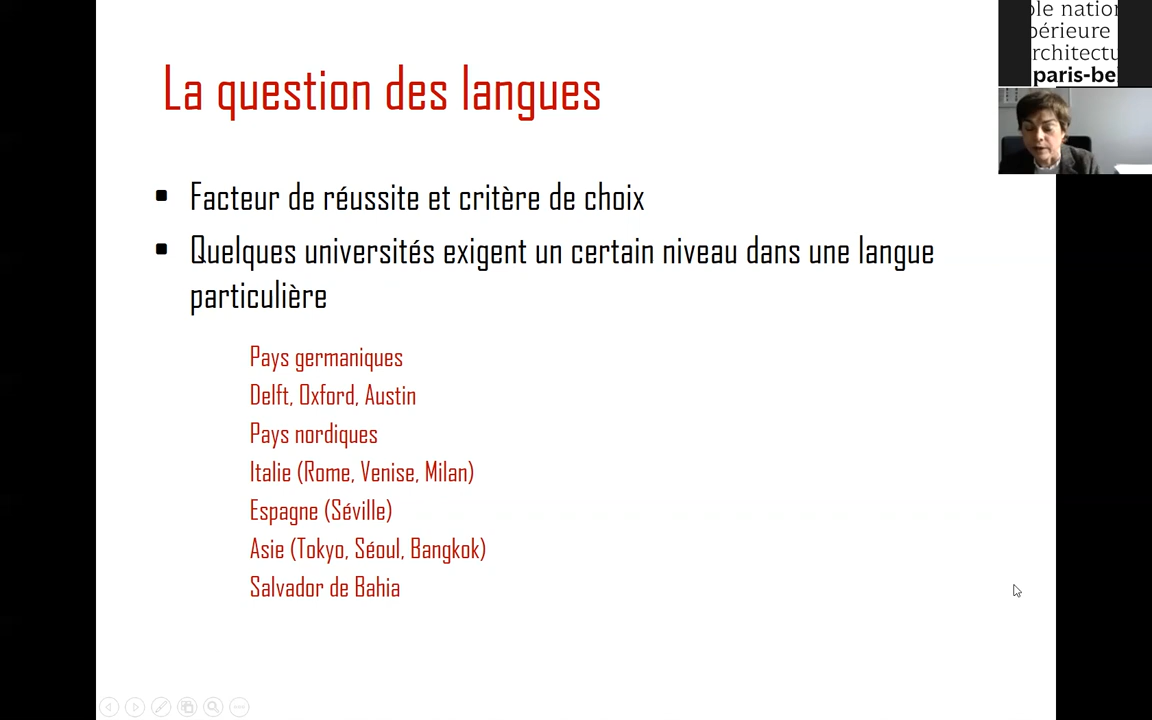 La question des langues
Facteur de réussite et critère de choix
Quelques universités exigent un certain niveau dans une langue
particulière
Pays germaniques
Delft, Oxford, Austin
Pays nordiques
Italie (Rome, Venise, Milan)
Espagne (Séville)
Asie (Tokyo, Séoul, Bangkok)
Salvador de Bahia
ole nation
périeure
rchitectu
paris-be